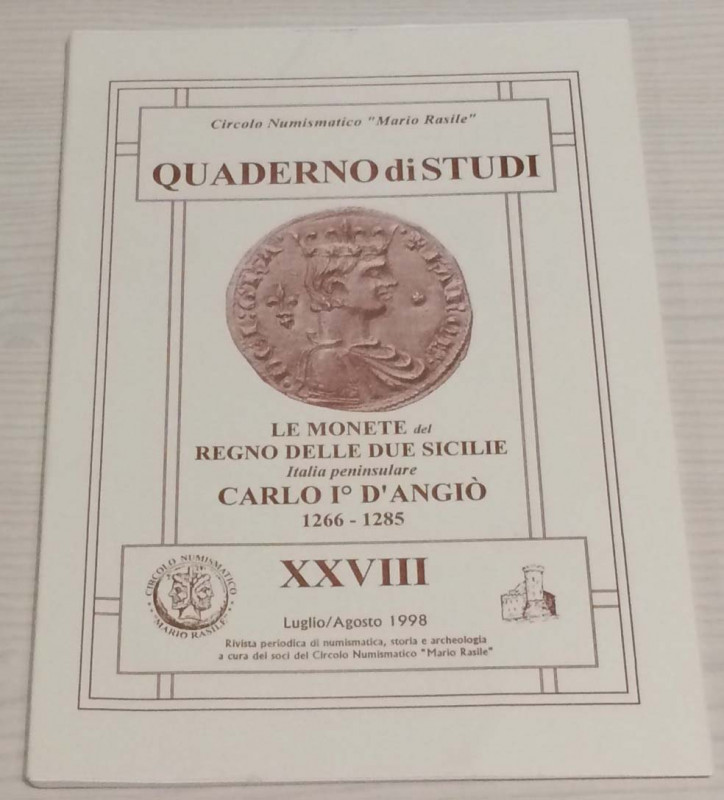 Circolo Numismatico "Mario Rasile"
QUADERNO di STUDI
LE MONETE del
REGNO DELLE DUE SICILIE
Italia peninsulare
CARLO I° D'ANGIÒ
1266 - 1285
XXVIII
CIRCOLO NUMISMATICO
"MARIO RASILE"
Luglio/Agosto 1998
Rivista periodica di numismatica, storia e archeologia
a cura dei soci del Circolo Numismatico "Mario Rasile"